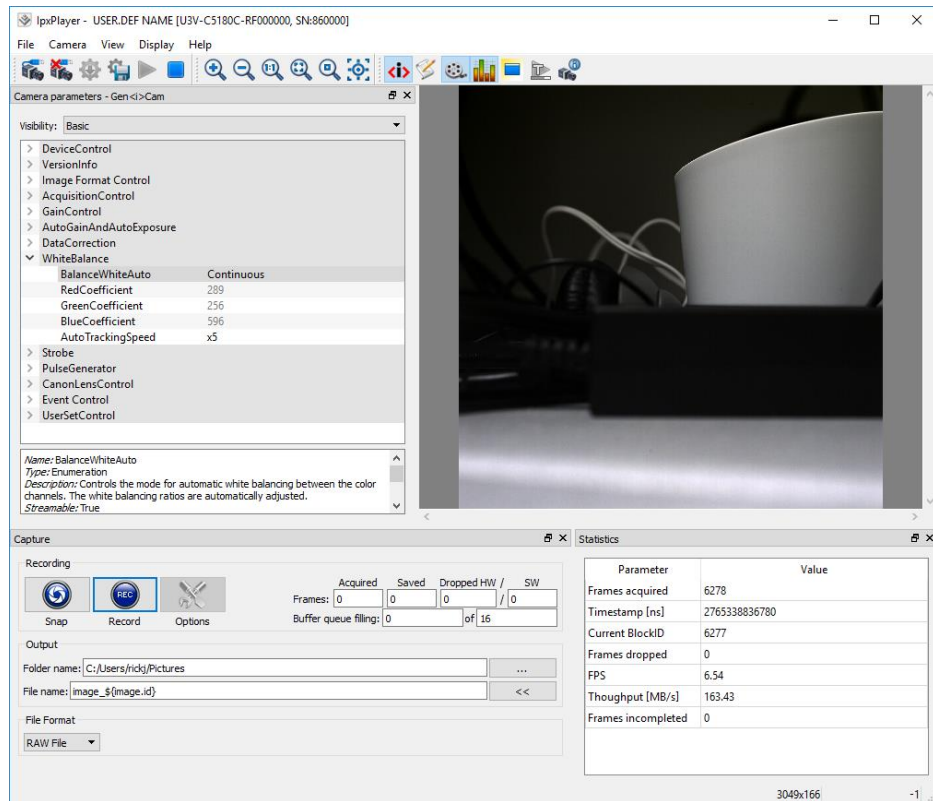 IpxPlayer - USER.DEF NAME [U3V-C5180C-RF000000, SN:860000]
File Camera View Display Help
Camera parameters - Gen<i>Cam
Visibility: Basic
DeviceControl
VersionInfo
Image Format Control
AcquisitionControl
GainControl
AutoGainAndAutoExposure
DataCorrection
WhiteBalance
BalanceWhiteAuto Continuous
RedCoefficient 289
GreenCoefficient 256
BlueCoefficient 596
AutoTrackingSpeed x5
Strobe
PulseGenerator
CanonLensControl
Event Control
UserSetControl
Name: BalanceWhiteAuto
Type: Enumeration
Description: Controls the mode for automatic white balancing between the color
channels. The white balancing ratios are automatically adjusted.
Streamable: True
Capture
Recording
REC
Snap Record Options
Acquired Saved Dropped HW / SW
Frames: 0 0 0 / 0
Buffer queue filling: 0 of 16
Output
Folder name: C:/Users/rickj/Pictures ...
File name: image_${image.id} <<
File Format
RAW File
Statistics
Parameter Value
Frames acquired 6278
Timestamp [ns] 2765338836780
Current BlockID 6277
Frames dropped 0
FPS 6.54
Thoughput [MB/s] 163.43
Frames incompleted 0
3049x166 -1